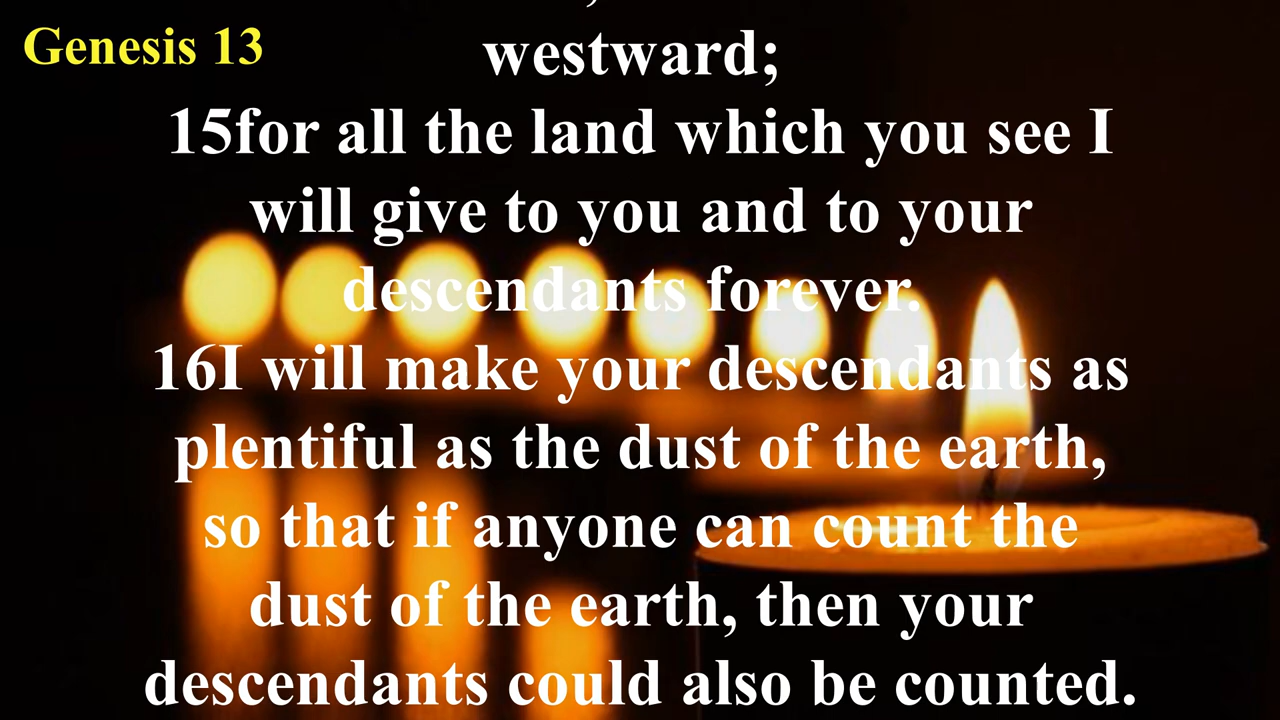 Genesis 13
westward;
15for all the land which you see I
will give to you and to your
descendants forever.
16I will make your descendants as
plentiful as the dust of the earth,
so that if anyone can count the
dust of the earth, then your
descendants could also be counted.